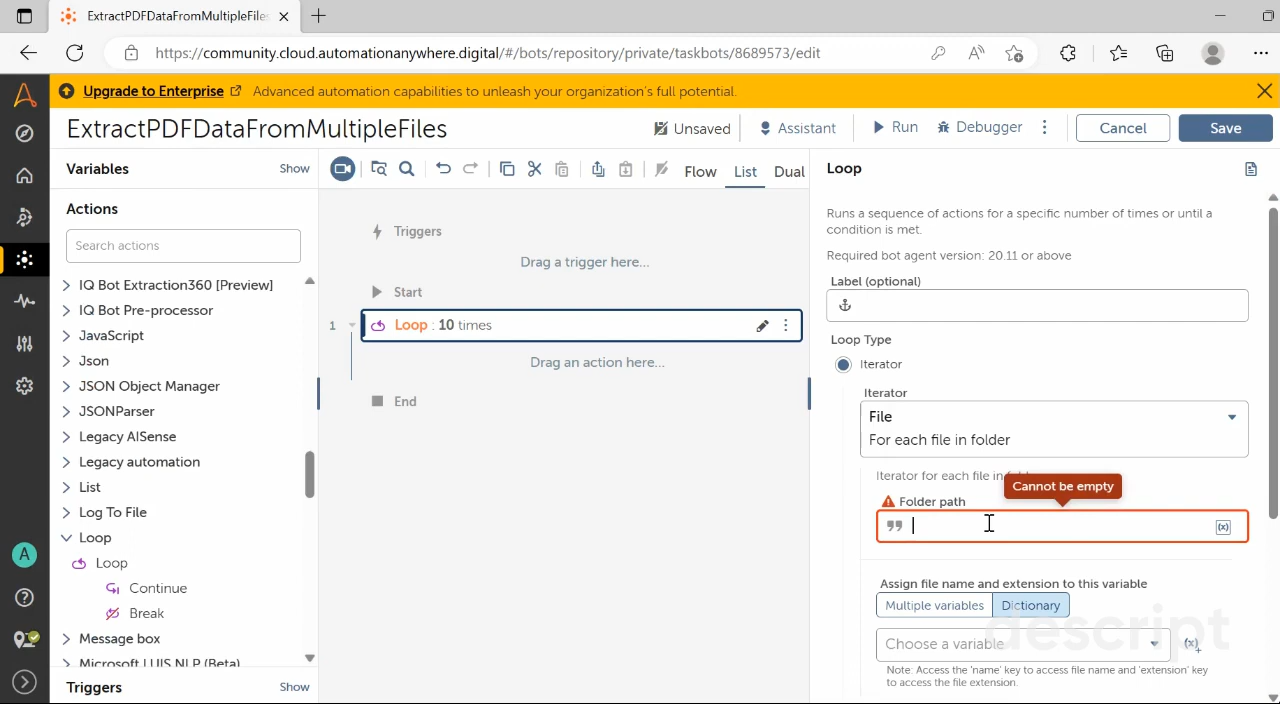 ExtractPDFDataFromMultipleFiles
https://community.cloud.automationanywhere.digital/#/bots/repository/private/taskbots/8689573/edit
Upgrade to Enterprise Advanced automation capabilities to unleash your organization's full potential.
ExtractPDFDataFromMultipleFiles
Unsaved
Assistant
Run
Debugger
Cancel
Save
Variables
Show
Actions
Search actions
IQ Bot Extraction360 [Preview]
IQ Bot Pre-processor
JavaScript
Json
JSON Object Manager
JSONParser
Legacy AISense
Legacy automation
List
Log To File
Loop
Loop
Continue
Break
Message box
Microsoft LUIS NLP (Beta)
Triggers
Show
A
Flow
List
Dual
Triggers
Drag a trigger here...
Start
1
Loop : 10 times
Drag an action here...
End
Loop
Runs a sequence of actions for a specific number of times or until a
condition is met.
Required bot agent version: 20.11 or above
Label (optional)
Loop Type
Iterator
Iterator
File
For each file in folder
Iterator for each file in
Cannot be empty
Folder path
(x)
Assign file name and extension to this variable
Multiple variables
Dictionary
Choose a variable
(x)+
descript
Note: Access the 'name' key to access file name and 'extension' key
to access the file extension.